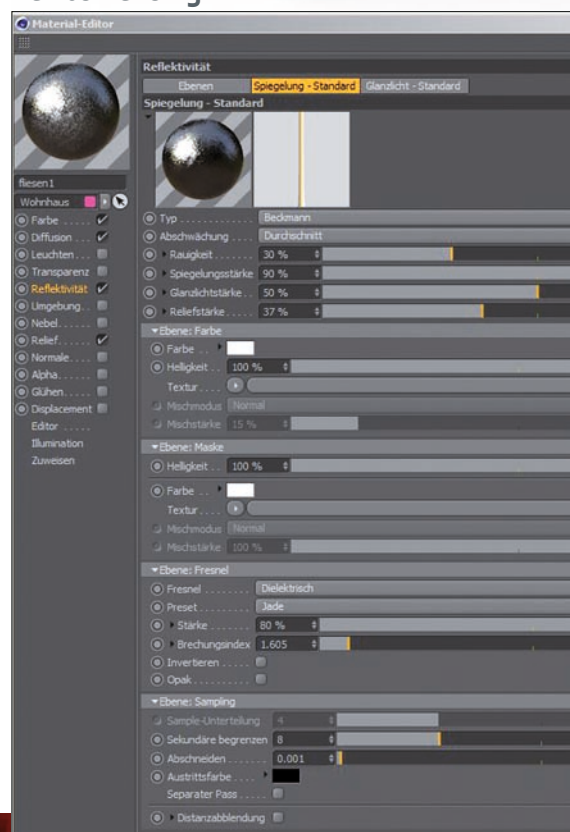 Material-Editor
fliesen1
Wohnhaus
Farbe . . . . .
Diffusion . . .
Leuchten . . .
Transparenz
Reflektivität
Umgebung . .
Nebel . . . . . .
Relief . . . . . .
Normale . . . .
Alpha . . . . . .
Glühen . . . . .
Displacement
Editor . . . . .
Illumination
Zuweisen
Reflektivität
Ebenen Spiegelung - Standard Glanzlicht - Standard
Spiegelung - Standard
Typ . . . . . . . . . . . . Beckmann
Abschwächung . . . . Durchschnitt
Rauigkeit . . . . . . 30 %
Spiegelungsstärke 90 %
Glanzlichtstärke . . 50 %
Reliefstärke . . . . . 37 %
Ebene: Farbe
Farbe . .
Helligkeit . . 100 %
Textur . . . .
Mischmodus Normal
Mischstärke 15 %
Ebene: Maske
Helligkeit . . 100 %
Farbe . .
Textur . . . .
Mischmodus Normal
Mischstärke 100 %
Ebene: Fresnel
Fresnel . . . . . . . . Dielektrisch
Preset . . . . . . . . . Jade
Stärke . . . . . . . 80 %
Brechungsindex 1.605
Invertieren . . . . .
Opak . . . . . . . . . .
Ebene: Sampling
Sample-Unterteilung 4
Sekundäre begrenzen 8
Abschneiden . . . . . . . 0.001
Austrittsfarbe . . . .
Separater Pass . . . . .
Distanzabblendung